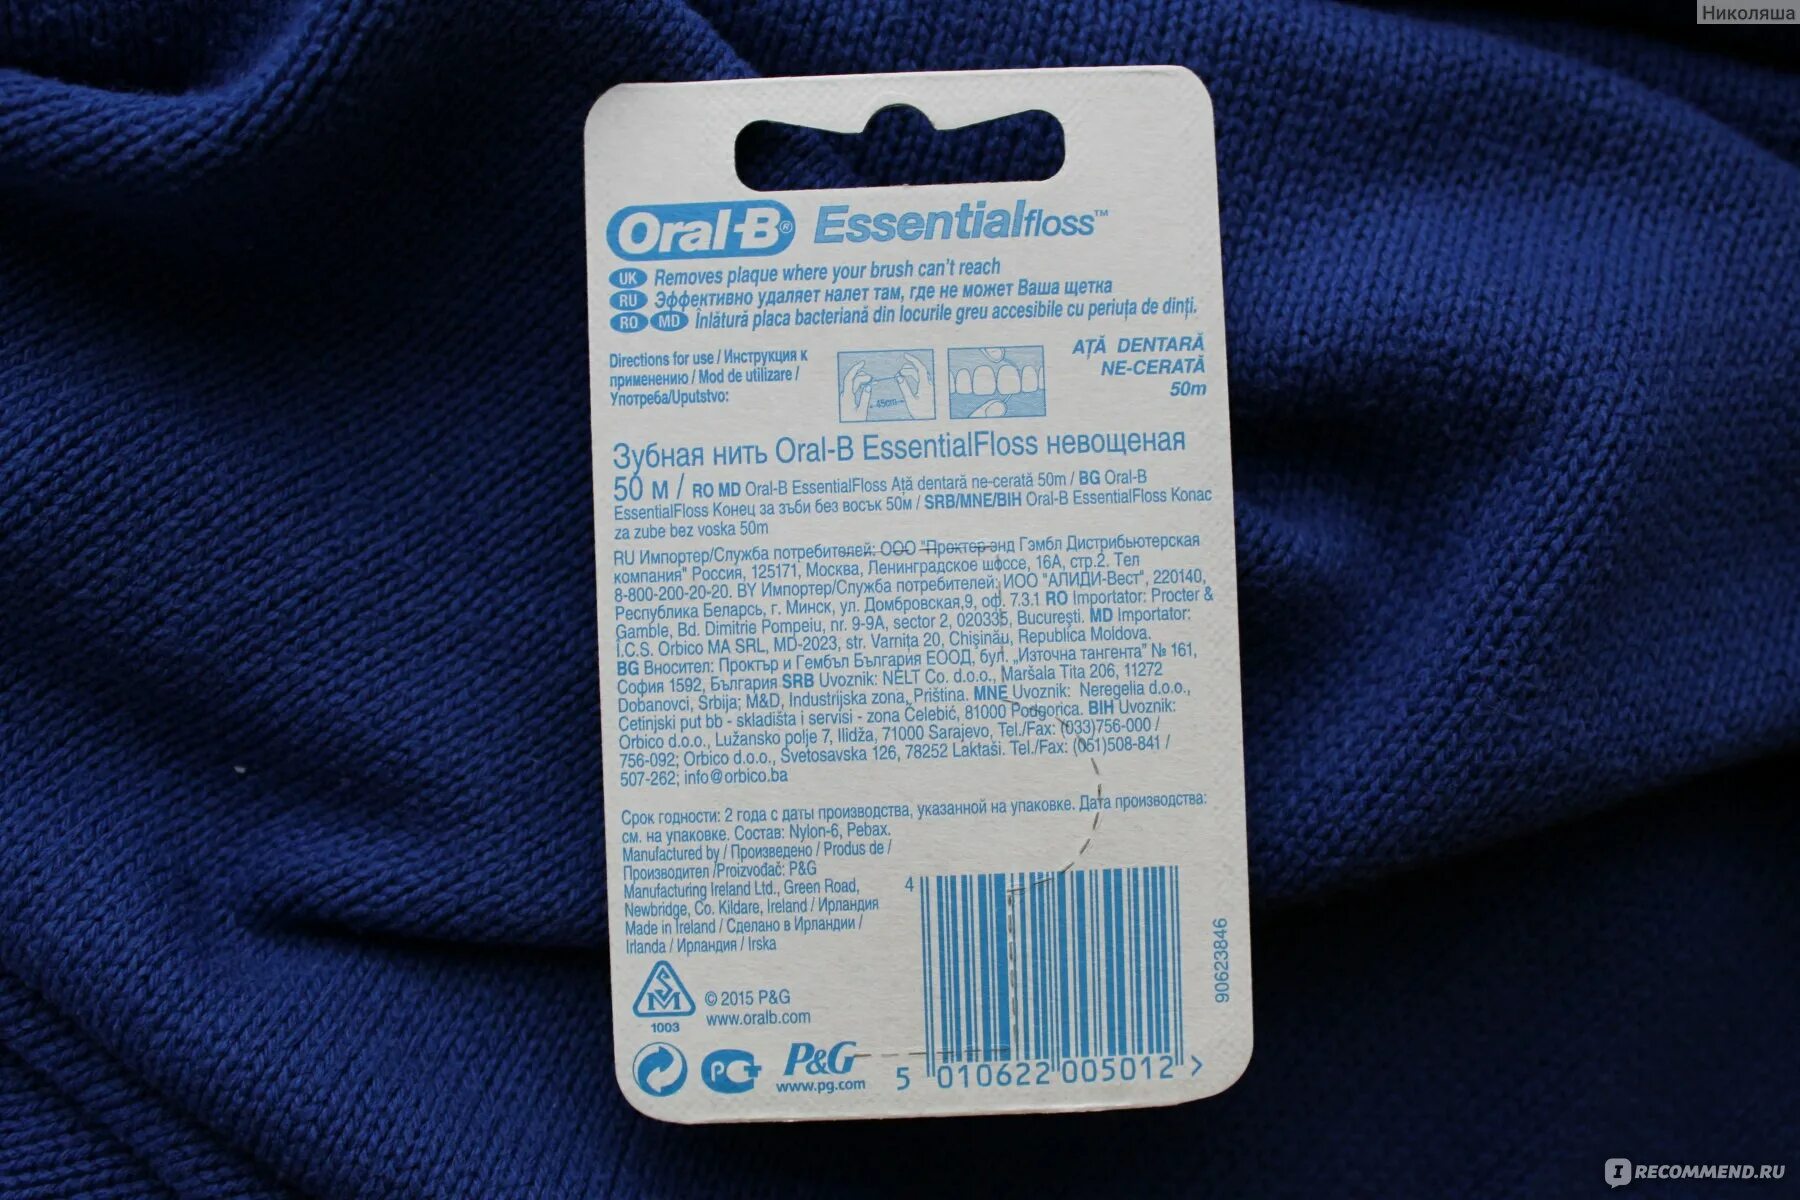 Николяша
Oral-B® Essentialfloss™
UK Removes plaque where your brush can't reach
RU Эффективно удаляет налет там, где не может Ваша щетка
RO MD Înlătură placa bacteriană din locurile greu accesibile cu periuța de dinți.
Directions for use / Инструкция к
применению / Mod de utilizare /
Употреба/Uputstvo:
45cm
AȚĂ DENTARĂ
NE-CERATĂ
50m
Зубная нить Oral-B EssentialFloss невощеная
50 м / RO MD Oral-B EssentialFloss Ață dentară ne-cerată 50m / BG Oral-B
EssentialFloss Конец за зъби без восък 50м / SRB/MNE/BIH Oral-B EssentialFloss Konac
za zube bez voska 50m
RU Импортер/Служба потребителей: ООО "Проктер энд Гэмбл Дистрибьютерская
компания" Россия, 125171, Москва, Ленинградское шоссе, 16А, стр.2. Тел
8-800-200-20-20. BY Импортер/Служба потребителей: ИОО "АЛИДИ-Вест", 220140,
Республика Беларусь, г. Минск, ул. Домбровская,9, оф. 7.3.1 RO Importator: Procter &
Gamble, Bd. Dimitrie Pompeiu, nr. 9-9A, sector 2, 020335, București. MD Importator:
Î.C.S. Orbico MA SRL, MD-2023, str. Varnița 20, Chișinău, Republica Moldova.
BG Вносител: Проктър и Гембъл България ЕООД, бул. „Източна тангента" № 161,
София 1592, България SRB Uvoznik: NELT Co. d.o.o., Maršala Tita 206, 11272
Dobanovci, Srbija; M&D, Industrijska zona, Priština. MNE Uvoznik: Neregelia d.o.o.,
Cetinjski put bb - skladišta i servisi - zona Čelebić, 81000 Podgorica. BIH Uvoznik:
Orbico d.o.o., Lužansko polje 7, Ilidža, 71000 Sarajevo, Tel./Fax: (033)756-000 /
756-092; Orbico d.o.o., Svetosavska 126, 78252 Laktaši. Tel./Fax: (051)508-841 /
507-262; info@orbico.ba
Срок годности: 2 года с даты производства, указанной на упаковке. Дата производства:
см. на упаковке. Состав: Nylon-6, Pebax.
Manufactured by / Произведено / Produs de /
Производител /Proizvođač: P&G
Manufacturing Ireland Ltd., Green Road,
Newbridge, Co. Kildare, Ireland / Ирландия
Made in Ireland / Сделано в Ирландии /
Irlanda / Ирландия / Irska
SM
1003
© 2015 P&G
www.oralb.com
РС
P&G
www.pg.com
4
5 010622 005012 >
90623846
IRECOMMEND.RU